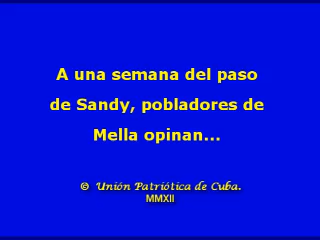 A una semana del paso
de Sandy, pobladores de
Mella opinan...
© Unión Patriótica de Cuba.
MMXII